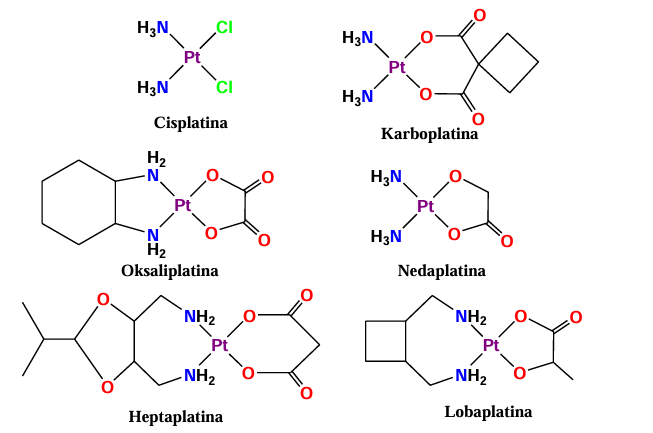 H3N Cl
Pt
H3N Cl
Cisplatina
H3N O O
Pt
H3N O O
Karboplatina
H2
N O O
Pt
N O O
H2
Oksaliplatina
H3N O
Pt
H3N O O
Nedaplatina
O NH2 O O
Pt
O NH2 O O
Heptaplatina
NH2 O O
Pt
NH2 O
Lobaplatina